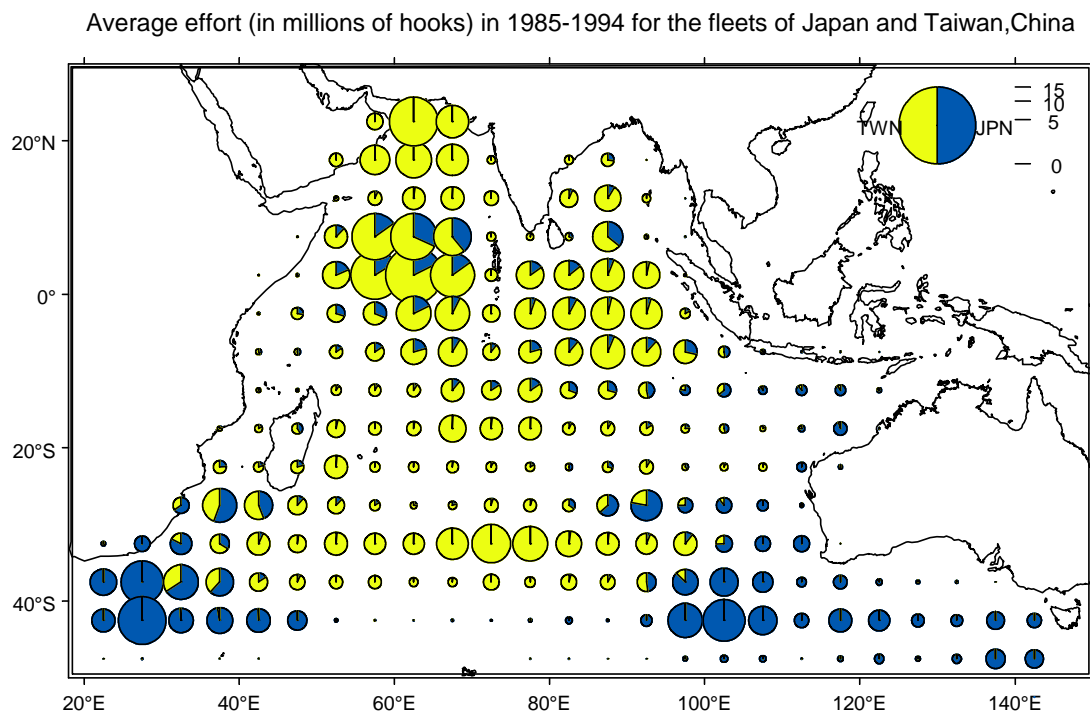 Average effort (in millions of hooks) in 1985-1994 for the fleets of Japan and Taiwan,China
15
10
5
TWN JPN
0
20°N
0°
20°S
40°S
20°E 40°E 60°E 80°E 100°E 120°E 140°E